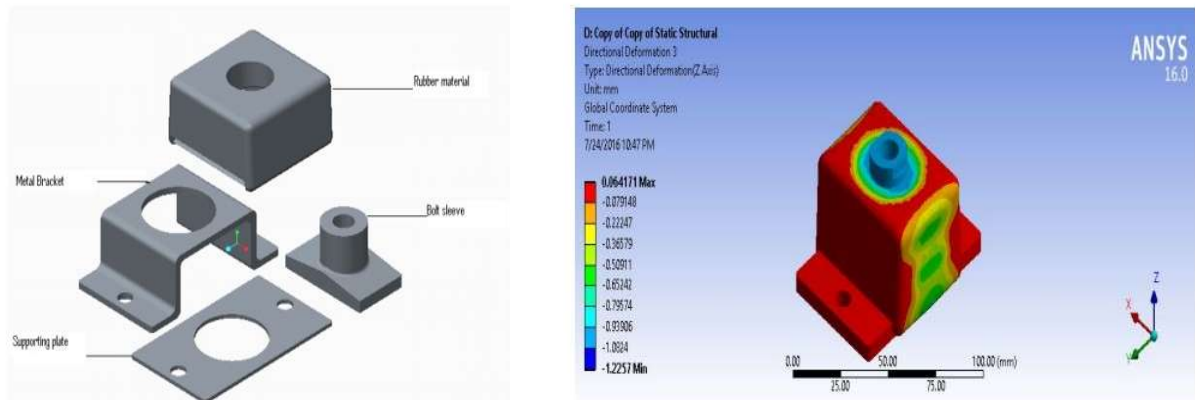 Rubber material
Metal Bracket
Bolt sleeve
Supporting plate
D: Copy of Copy of Static Structural
Directional Deformation 3
Type: Directional Deformation(Z Axis)
Unit: mm
Global Coordinate System
Time: 1
7/24/2016 10:47 PM
ANSYS
16.0
0.064171 Max
-0.079148
-0.22247
-0.36579
-0.50911
-0.65242
-0.79574
-0.93906
-1.0824
-1.2257 Min
Z
X
Y
0.00 50.00 100.00 (mm)
25.00 75.00